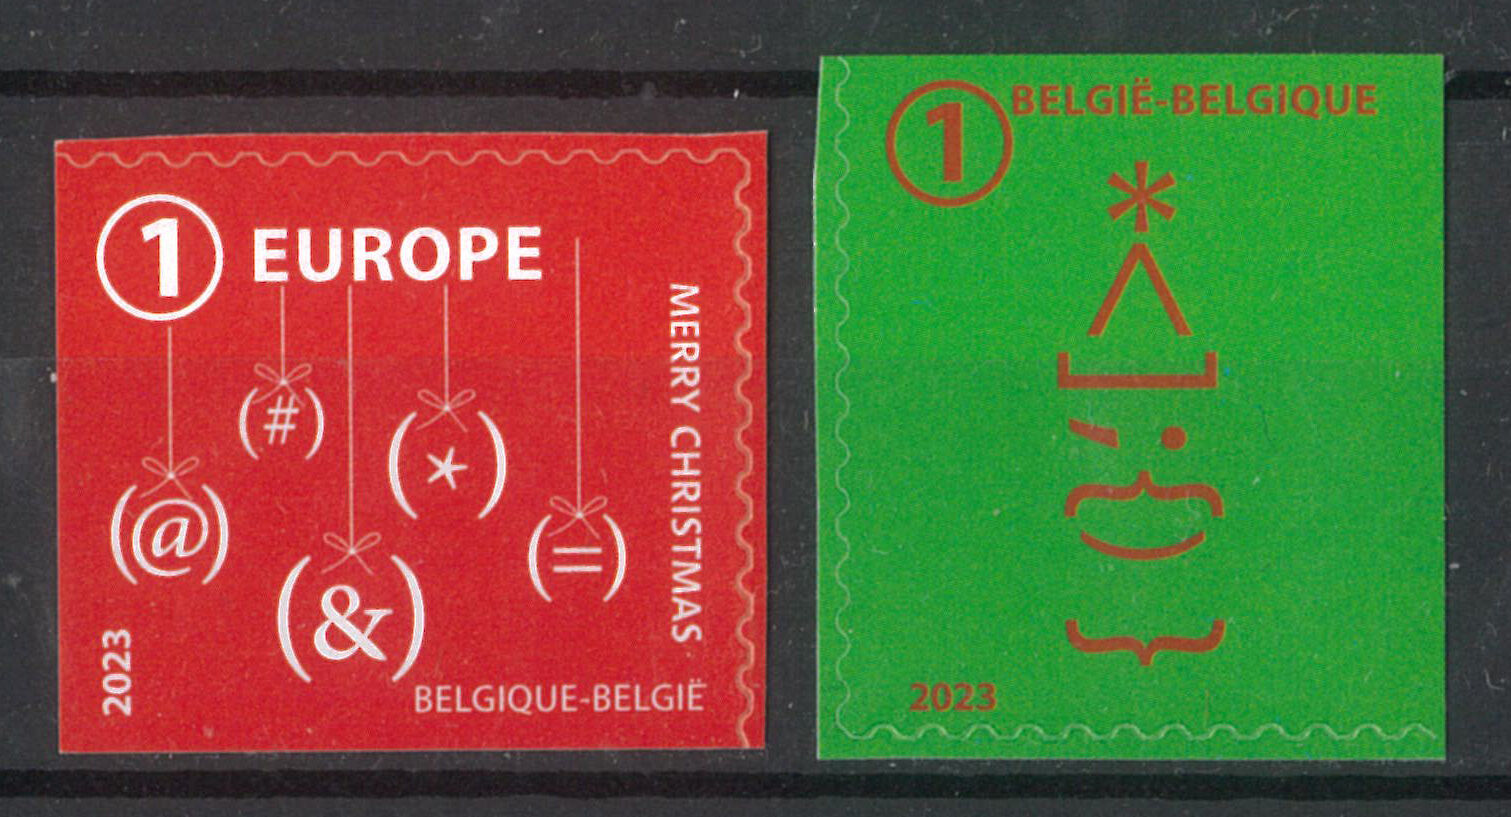 1 EUROPE
(#)
(*)
(@)
(=)
(&)
MERRY CHRISTMAS
2023
BELGIQUE-BELGIË
1 BELGIË-BELGIQUE
*
^
2023